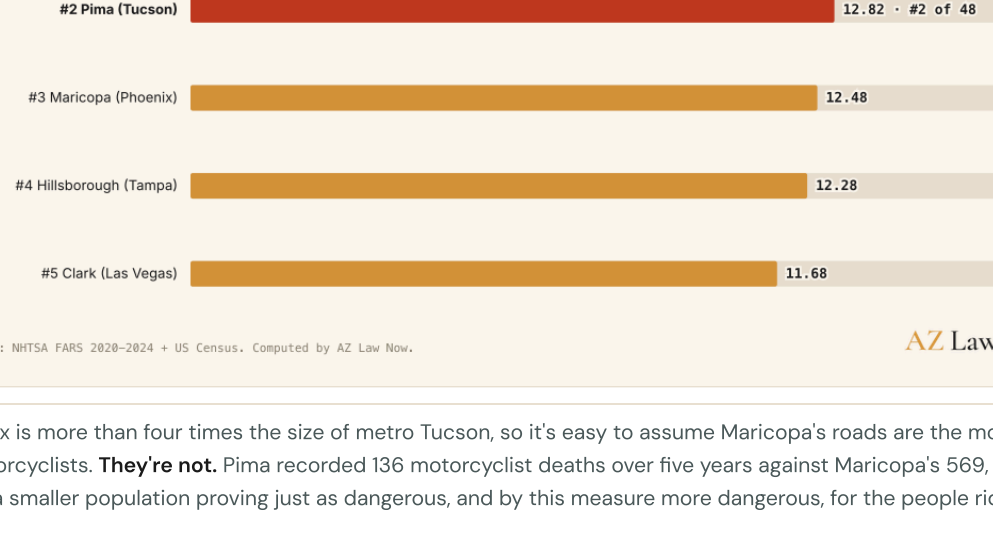 #2 Pima (Tucson) 12.82 · #2 of 48
#3 Maricopa (Phoenix) 12.48
#4 Hillsborough (Tampa) 12.28
#5 Clark (Las Vegas) 11.68
: NHTSA FARS 2020–2024 + US Census. Computed by AZ Law Now.
AZ Law
x is more than four times the size of metro Tucson, so it's easy to assume Maricopa's roads are the mo
orcyclists. They're not. Pima recorded 136 motorcyclist deaths over five years against Maricopa's 569,
a smaller population proving just as dangerous, and by this measure more dangerous, for the people ric